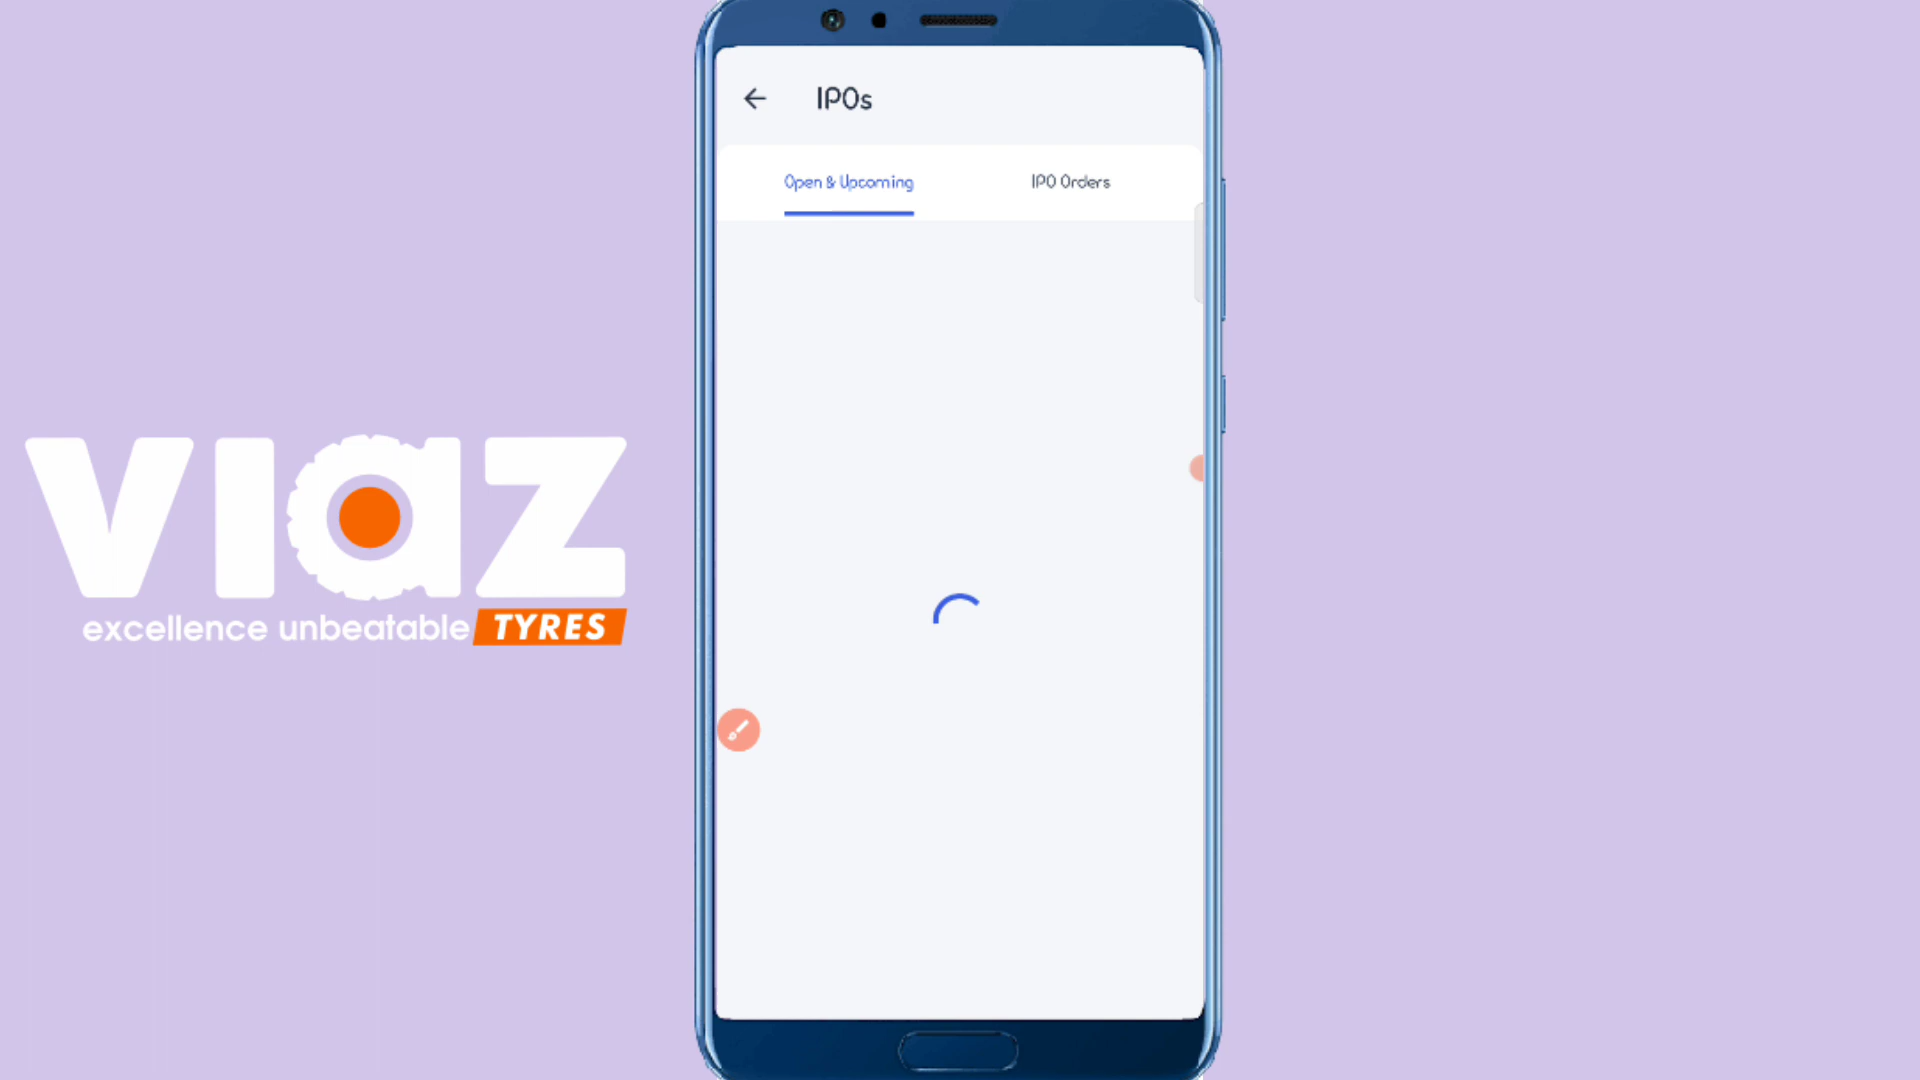 IPOs
Open & Upcoming
IPO Orders
VIaZ
excellence unbeatable TYRES